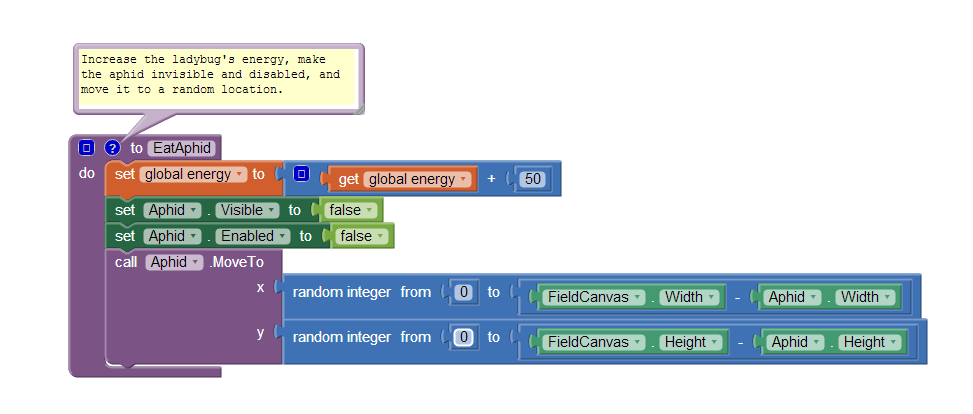 Increase the ladybug's energy, make
the aphid invisible and disabled, and
move it to a random location.
? to EatAphid
do set global energy to get global energy + 50
set Aphid . Visible to false
set Aphid . Enabled to false
call Aphid .MoveTo
x random integer from 0 to FieldCanvas . Width - Aphid . Width
y random integer from 0 to FieldCanvas . Height - Aphid . Height